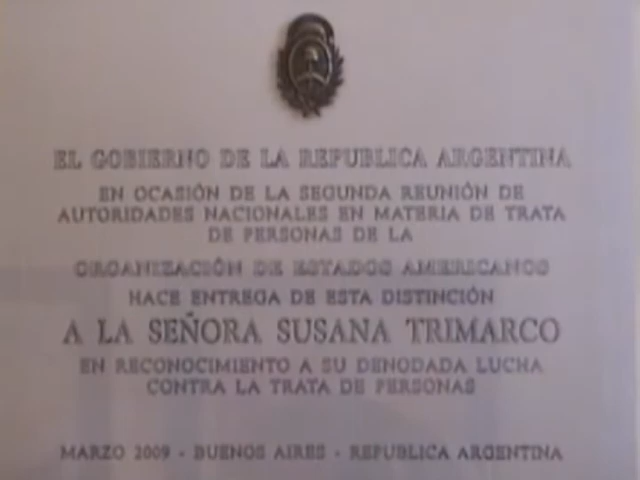 EL GOBIERNO DE LA REPUBLICA ARGENTINA
EN OCASIÓN DE LA SEGUNDA REUNIÓN DE
AUTORIDADES NACIONALES EN MATERIA DE TRATA
DE PERSONAS DE LA
ORGANIZACIÓN DE ESTADOS AMERICANOS
HACE ENTREGA DE ESTA DISTINCIÓN
A LA SEÑORA SUSANA TRIMARCO
EN RECONOCIMIENTO A SU DENODADA LUCHA
CONTRA LA TRATA DE PERSONAS
MARZO 2009 - BUENOS AIRES - REPUBLICA ARGENTINA